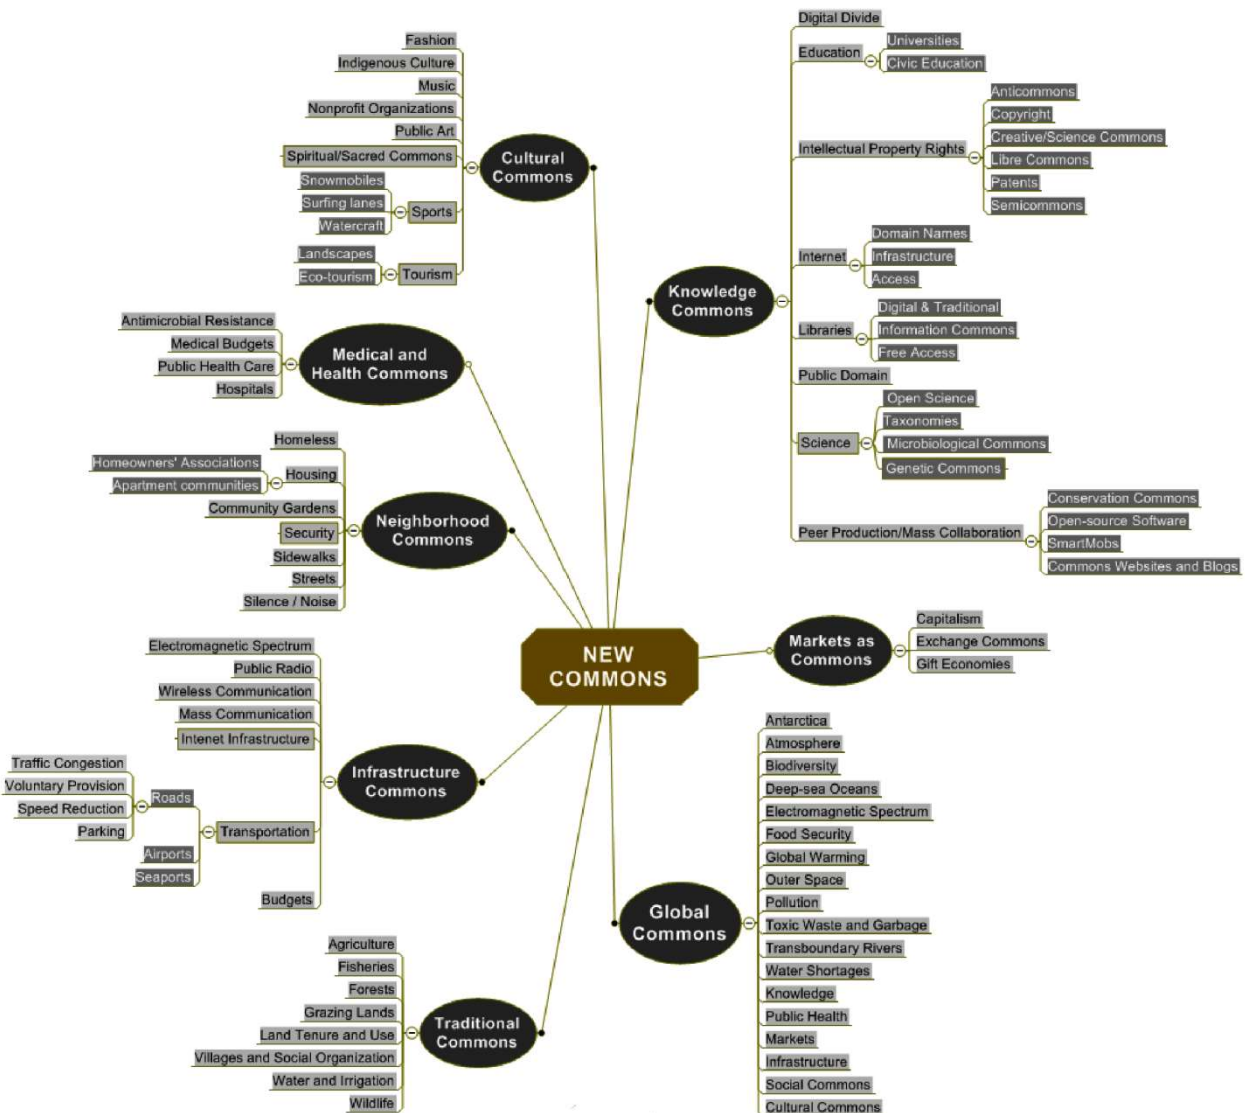 Fashion
Indigenous Culture
Music
Nonprofit Organizations
Public Art
Spiritual/Sacred Commons
Snowmobiles
Surfing lanes
Watercraft
Sports
Landscapes
Eco-tourism
Tourism
Cultural
Commons
Antimicrobial Resistance
Medical Budgets
Public Health Care
Hospitals
Medical and
Health Commons
Homeless
Homeowners' Associations
Apartment communities
Housing
Community Gardens
Security
Sidewalks
Streets
Silence / Noise
Neighborhood
Commons
Electromagnetic Spectrum
Public Radio
Wireless Communication
Mass Communication
Intenet Infrastructure
Traffic Congestion
Voluntary Provision
Speed Reduction
Parking
Roads
Airports
Seaports
Transportation
Budgets
Infrastructure
Commons
Agriculture
Fisheries
Forests
Grazing Lands
Land Tenure and Use
Villages and Social Organization
Water and Irrigation
Wildlife
Traditional
Commons
NEW
COMMONS
Knowledge
Commons
Digital Divide
Education
Universities
Civic Education
Intellectual Property Rights
Anticommons
Copyright
Creative/Science Commons
Libre Commons
Patents
Semicommons
Internet
Domain Names
Infrastructure
Access
Libraries
Digital & Traditional
Information Commons
Free Access
Public Domain
Science
Open Science
Taxonomies
Microbiological Commons
Genetic Commons
Peer Production/Mass Collaboration
Conservation Commons
Open-source Software
SmartMobs
Commons Websites and Blogs
Markets as
Commons
Capitalism
Exchange Commons
Gift Economies
Global
Commons
Antarctica
Atmosphere
Biodiversity
Deep-sea Oceans
Electromagnetic Spectrum
Food Security
Global Warming
Outer Space
Pollution
Toxic Waste and Garbage
Transboundary Rivers
Water Shortages
Knowledge
Public Health
Markets
Infrastructure
Social Commons
Cultural Commons